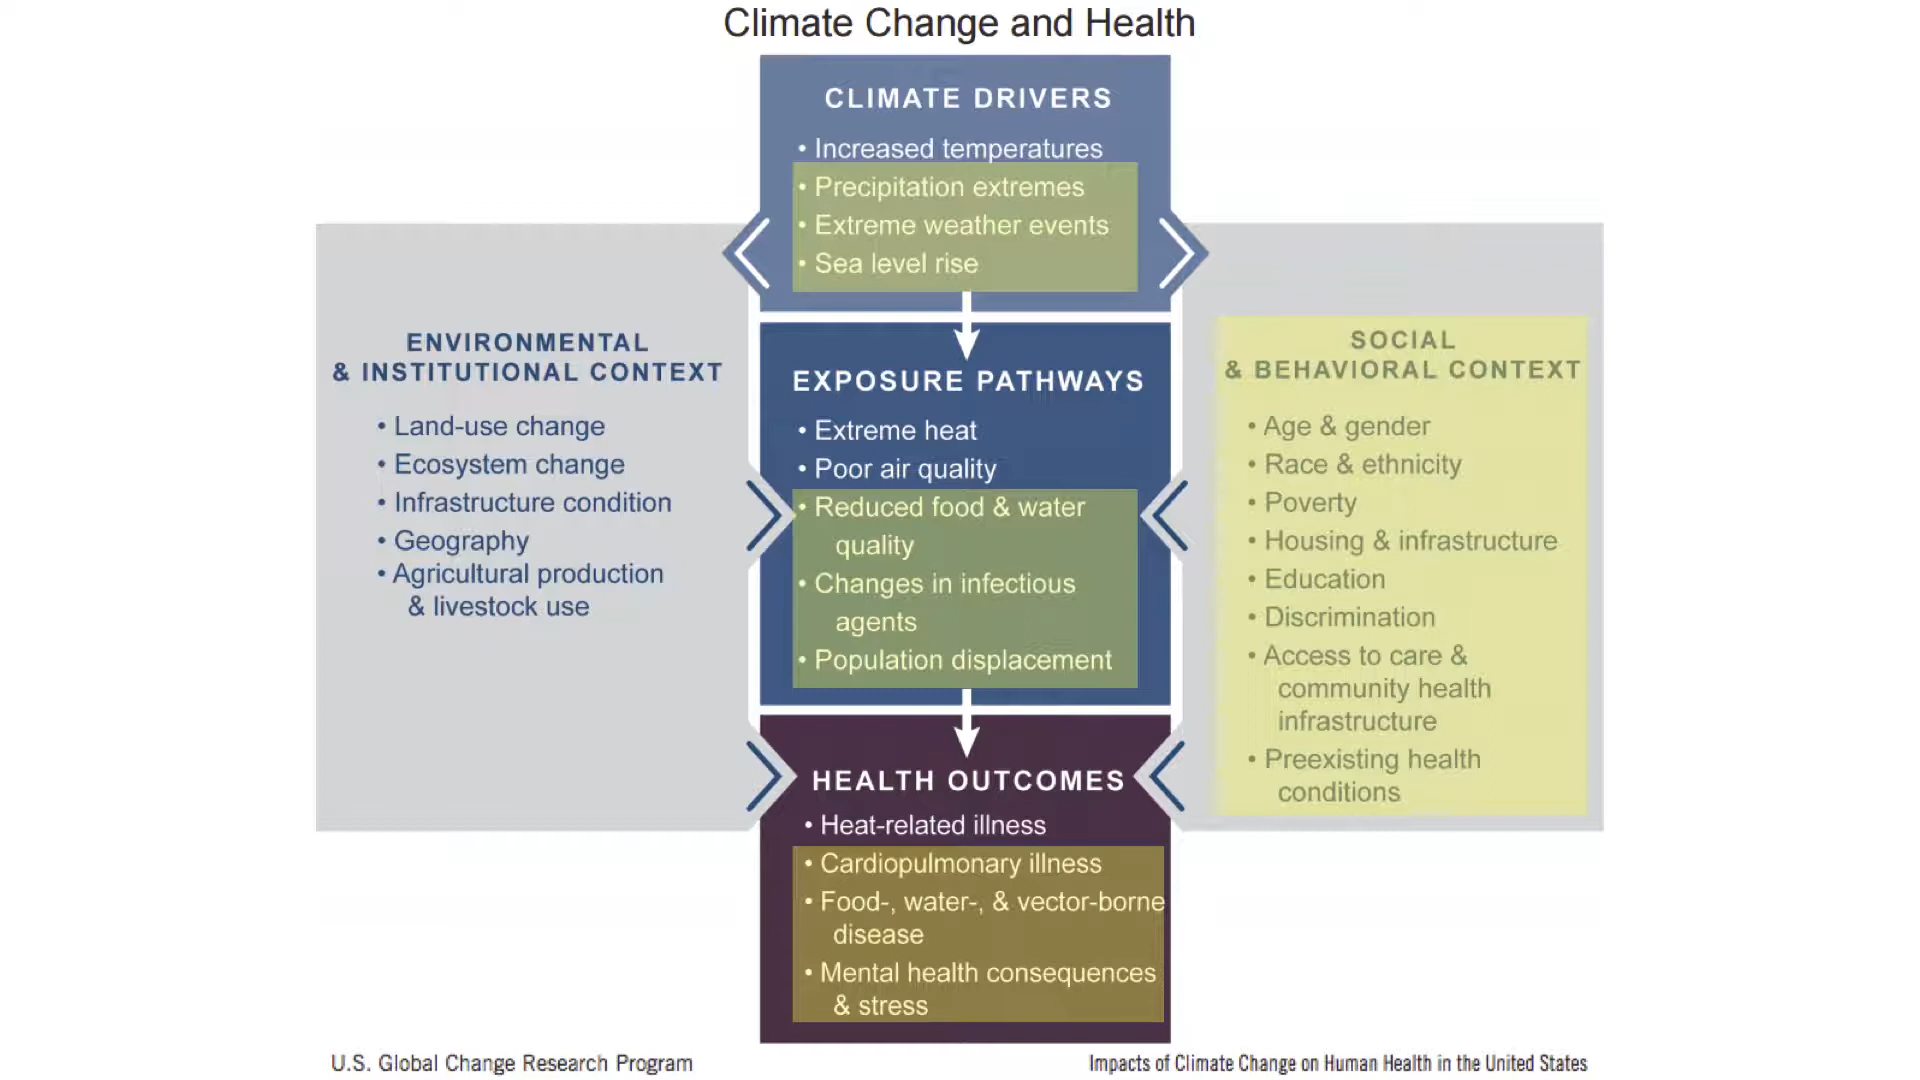 Climate Change and Health
CLIMATE DRIVERS
• Increased temperatures
• Precipitation extremes
• Extreme weather events
• Sea level rise
ENVIRONMENTAL
& INSTITUTIONAL CONTEXT
• Land-use change
• Ecosystem change
• Infrastructure condition
• Geography
• Agricultural production
& livestock use
EXPOSURE PATHWAYS
• Extreme heat
• Poor air quality
• Reduced food & water
quality
• Changes in infectious
agents
• Population displacement
SOCIAL
& BEHAVIORAL CONTEXT
• Age & gender
• Race & ethnicity
• Poverty
• Housing & infrastructure
• Education
• Discrimination
• Access to care &
community health
infrastructure
• Preexisting health
conditions
HEALTH OUTCOMES
• Heat-related illness
• Cardiopulmonary illness
• Food-, water-, & vector-borne
disease
• Mental health consequences
& stress
U.S. Global Change Research Program
Impacts of Climate Change on Human Health in the United States